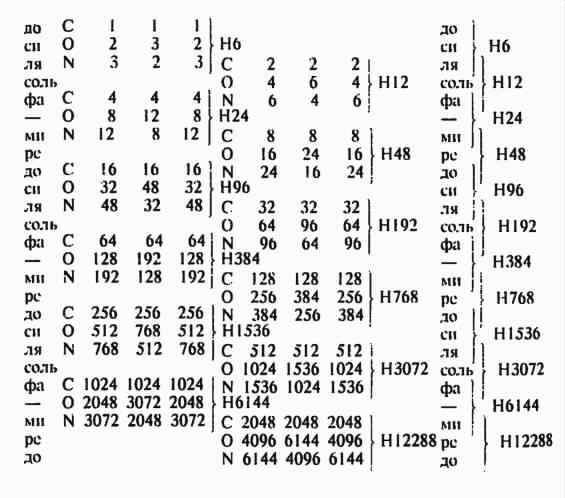 до C 1 1 1 до
си O 2 3 2 H6 си H6
ля N 3 2 3 C 2 2 2 ля
соль O 4 6 4 H12 соль H12
фа C 4 4 4 N 6 4 6 фа
— O 8 12 8 H24 — H24
ми N 12 8 12 C 8 8 8 ми
ре O 16 24 16 H48 ре H48
до C 16 16 16 N 24 16 24 до
си O 32 48 32 H96 си H96
ля N 48 32 48 C 32 32 32 ля
соль O 64 96 64 H192 соль H192
фа C 64 64 64 N 96 64 96 фа
— O 128 192 128 H384 — H384
ми N 192 128 192 C 128 128 128 ми
ре O 256 384 256 H768 ре H768
до C 256 256 256 N 384 256 384 до
си O 512 768 512 H1536 си H1536
ля N 768 512 768 C 512 512 512 ля
соль O 1024 1536 1024 H3072 соль H3072
фа C 1024 1024 1024 N 1536 1024 1536 фа
— O 2048 3072 2048 H6144 — H6144
ми N 3072 2048 3072 C 2048 2048 2048 ми
ре O 4096 6144 4096 H12288 ре H12288
до N 6144 4096 6144 до